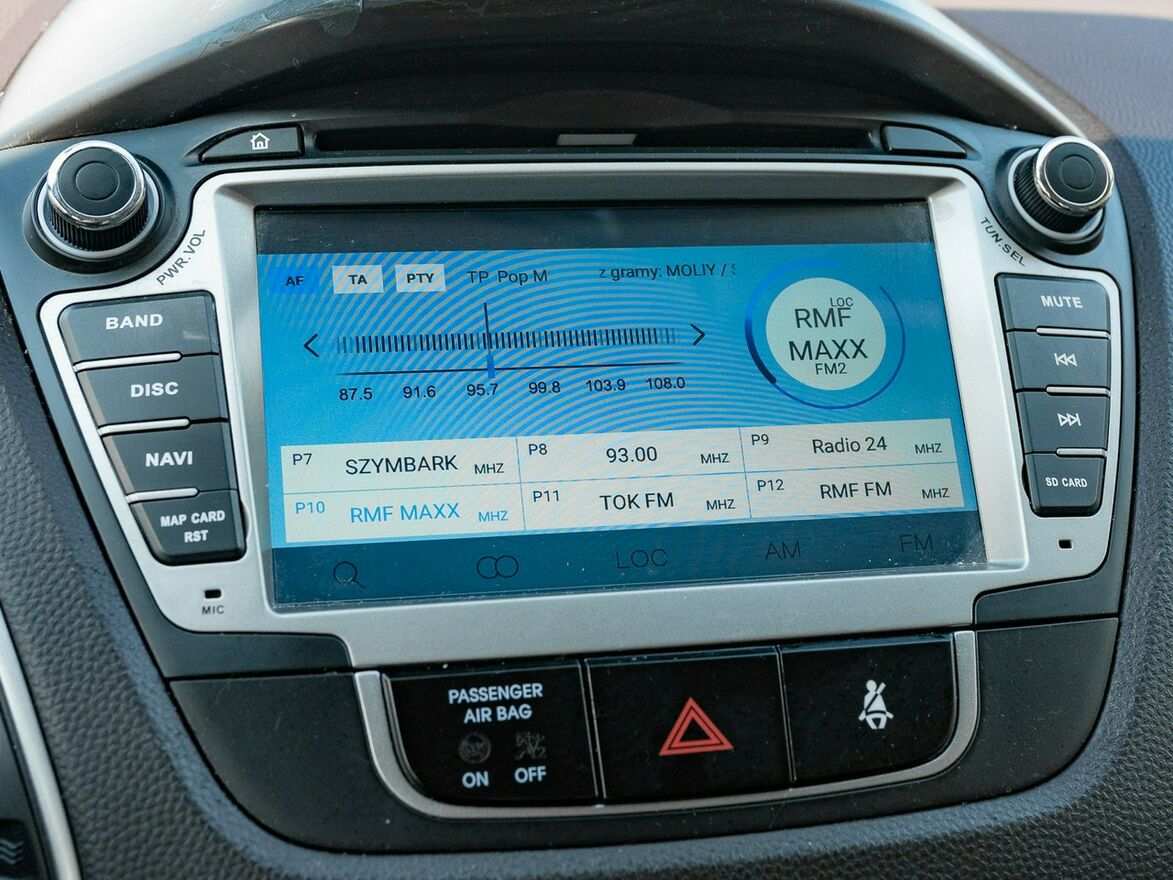 PWR.VOL
TUN.SEL
BAND
DISC
NAVI
MAP CARD
RST
MIC
AF TA PTY TP Pop M z gramy: MOLIY /
87.5 91.6 95.7 99.8 103.9 108.0
LOC
RMF
MAXX
FM2
P7 SZYMBARK MHZ P8 93.00 MHZ P9 Radio 24 MHZ
P10 RMF MAXX MHZ P11 TOK FM MHZ P12 RMF FM MHZ
LOC AM FM
MUTE
SD CARD
PASSENGER
AIR BAG
ON OFF